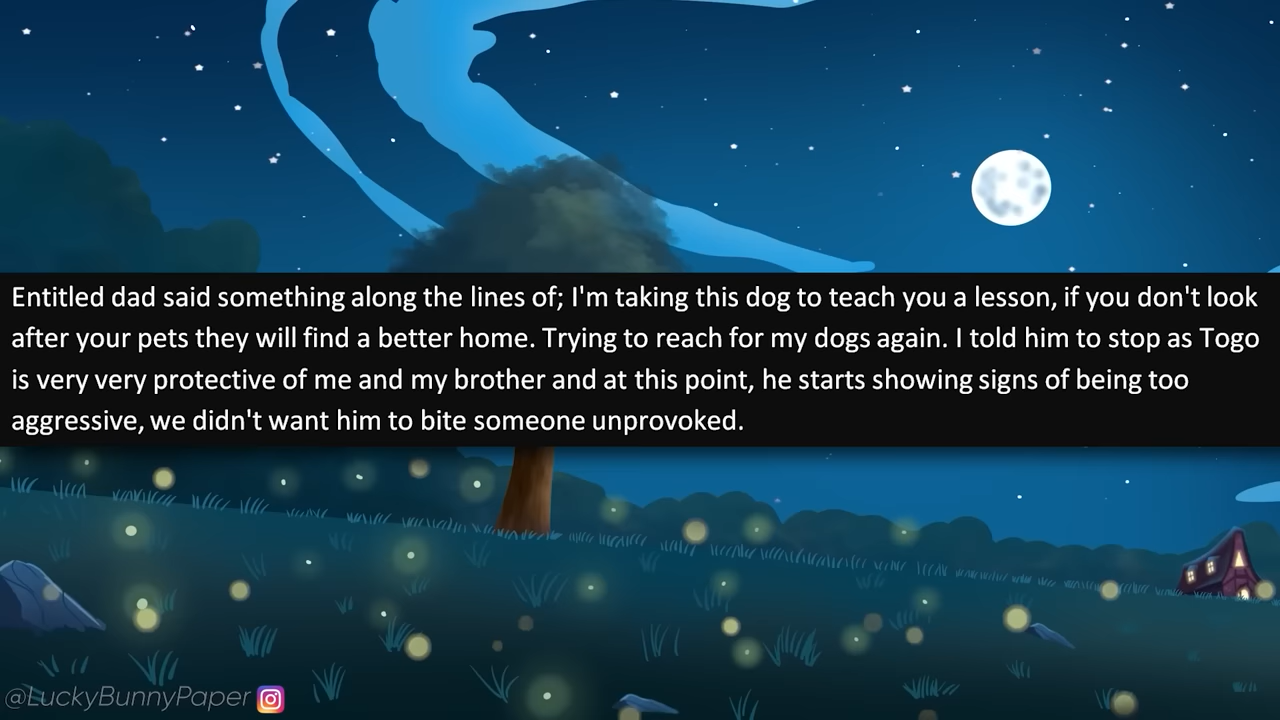 Entitled dad said something along the lines of; I'm taking this dog to teach you a lesson, if you don't look
after your pets they will find a better home. Trying to reach for my dogs again. I told him to stop as Togo
is very very protective of me and my brother and at this point, he starts showing signs of being too
aggressive, we didn't want him to bite someone unprovoked.
@LuckyBunnyPaper